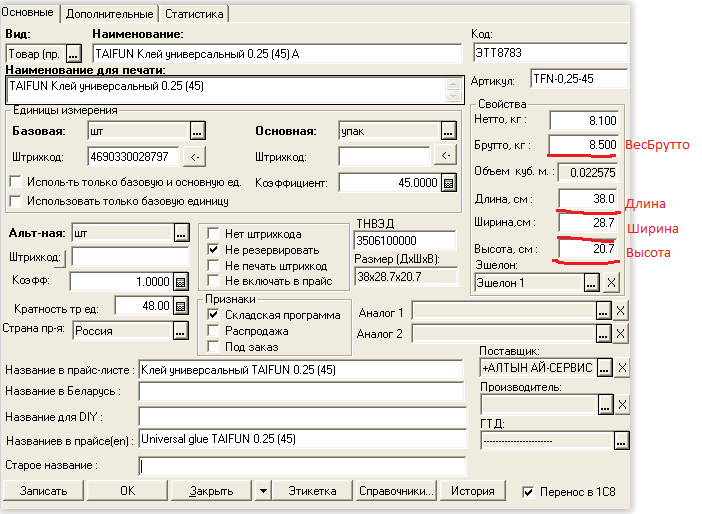 Основные Дополнительные Статистика
Вид: Наименование: Код:
Товар (пр. ... TAIFUN Клей универсальный 0.25 (45) А ЭТТ8783
Наименование для печати: Артикул: TFN-0,25-45
TAIFUN Клей универсальный 0.25 (45)
Единицы измерения Свойства
Нетто, кг : 8.100
Базовая: шт ... Основная: упак ... Брутто, кг : 8.500 ВесБрутто
Штрихкод: 4690330028797 <- Штрихкод: <- Объем куб. м. : 0.022575
Исполь-ть только базовую и основную ед. Коэффициент: 45.0000 Длина, см : 38.0 Длина
Использовать только базовую единицу
Ширина,см : 28.7 Ширина
Альт-ная: шт ... Нет штрихкода ТНВЭД
Не резервировать 3506100000 Высота, см : 20.7 Высота
Штрихкод: Не печать штрихкод Размер (ДхШхВ): Эшелон:
Коэфф: 1.0000 Не включать в прайс 38x28.7x20.7 Эшелон 1 ... X
Кратность тр ед: 48.00 Признаки
Складская программа Аналог 1 ... X
Страна пр-я: Россия ... Распродажа Аналог 2 ... X
Под заказ
Поставщик:
Название в прайс-листе : Клей универсальный TAIFUN 0.25 (45) +АЛТЫН АЙ-СЕРВИС ... X
Название в Беларусь : Производитель:
... X
Название для DIY : ГТД:
Названиев в прайсе(en) : Universal glue TAIFUN 0.25 (45) ----------------------- ...
Старое название :
Записать OK Закрыть Этикетка Справочники... История Перенос в 1С8